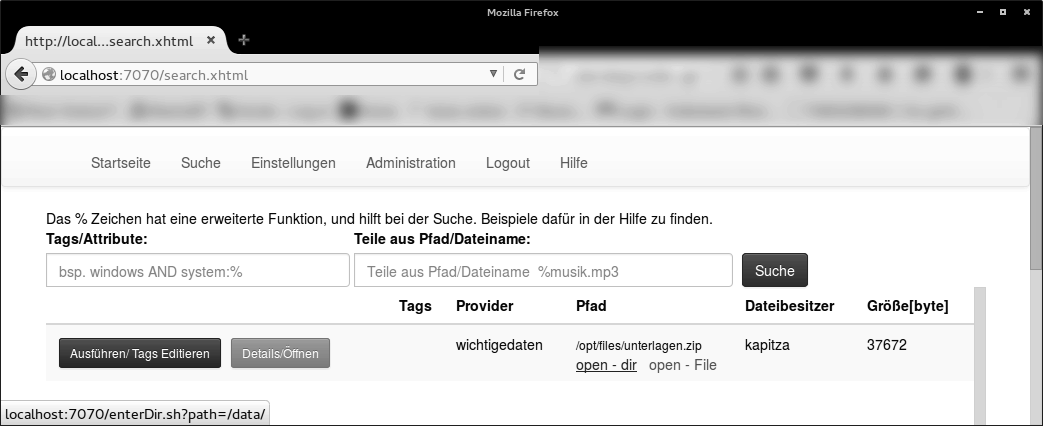 Mozilla Firefox
http://local...search.xhtml
localhost:7070/search.xhtml
Startseite Suche Einstellungen Administration Logout Hilfe
Das % Zeichen hat eine erweiterte Funktion, und hilft bei der Suche. Beispiele dafür in der Hilfe zu finden.
Tags/Attribute: Teile aus Pfad/Dateiname:
bsp. windows AND system:% Teile aus Pfad/Dateiname %musik.mp3 Suche
Tags Provider Pfad Dateibesitzer Größe[byte]
Ausführen/ Tags Editieren Details/Öffnen wichtigedaten /opt/files/unterlagen.zip kapitza 37672
open - dir open - File
localhost:7070/enterDir.sh?path=/data/